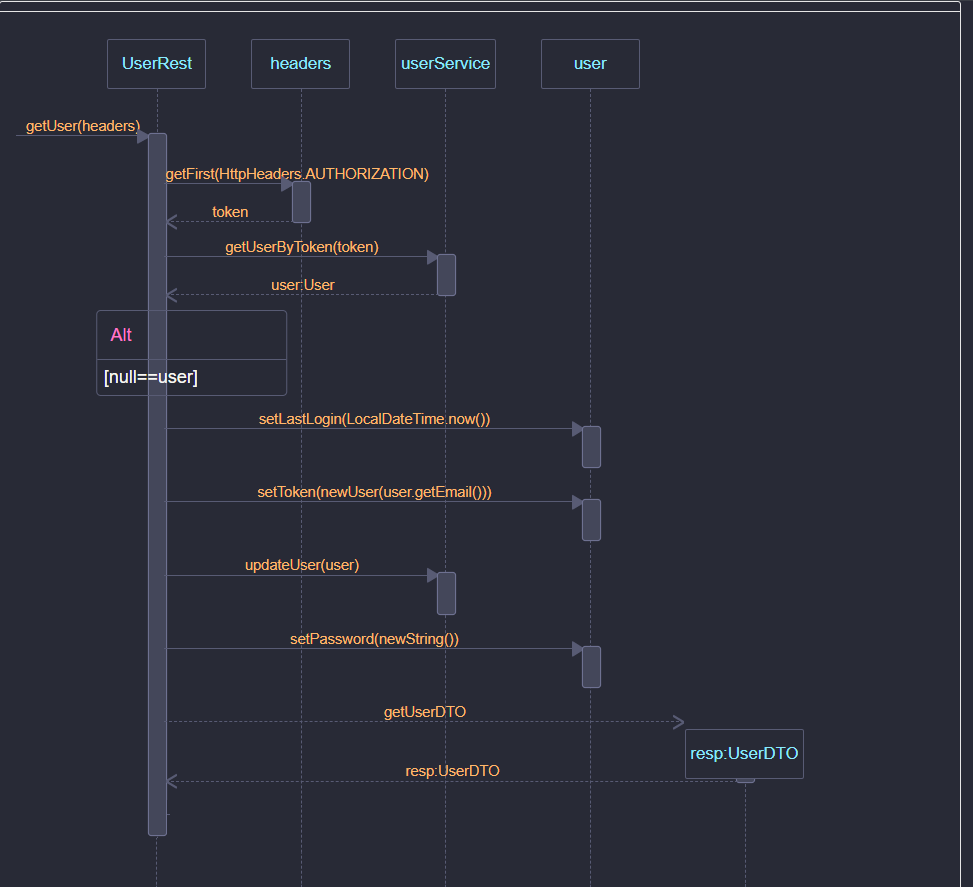 UserRest
headers
userService
user
getUser(headers)
getFirst(HttpHeaders.AUTHORIZATION)
token
getUserByToken(token)
user:User
Alt
[null==user]
setLastLogin(LocalDateTime.now())
setToken(newUser(user.getEmail()))
updateUser(user)
setPassword(newString())
getUserDTO
resp:UserDTO
resp:UserDTO